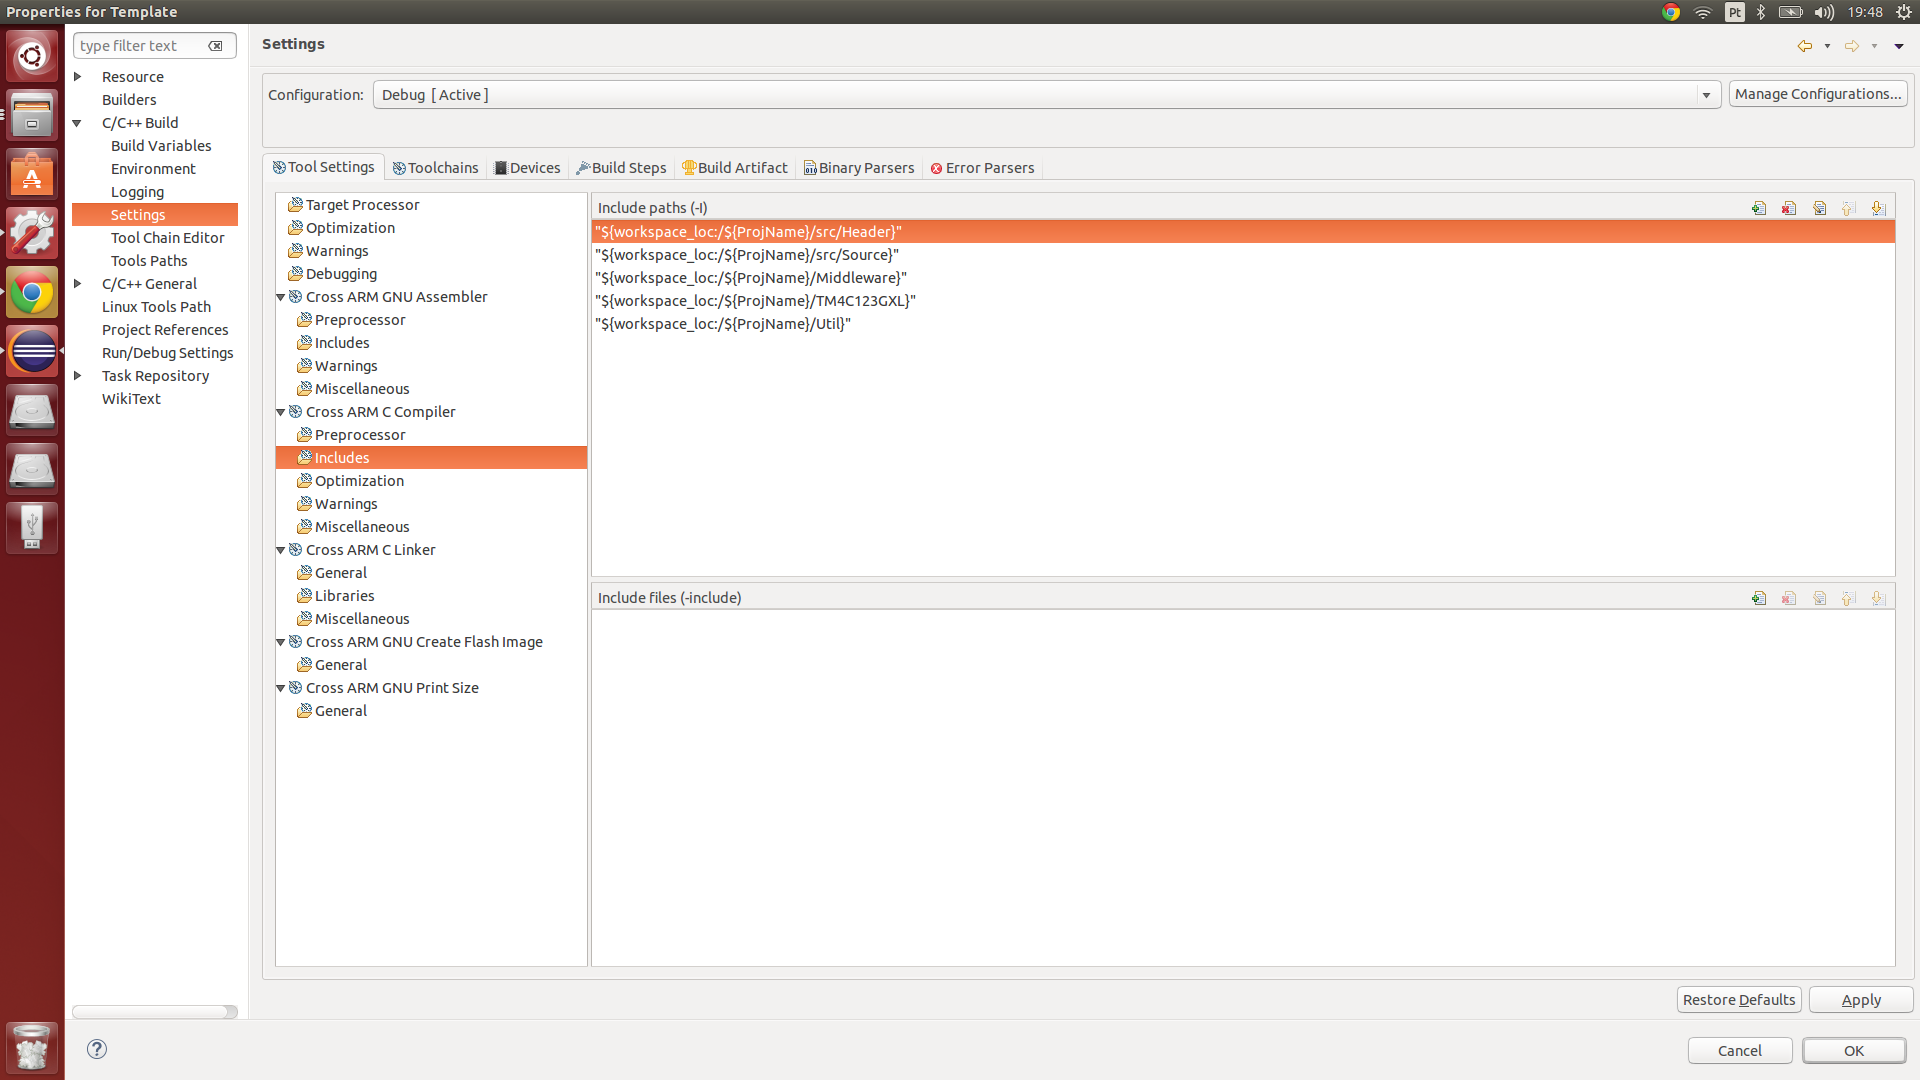 Properties for Template
Pt
19:48
type filter text
Resource
Builders
C/C++ Build
Build Variables
Environment
Logging
Settings
Tool Chain Editor
Tools Paths
C/C++ General
Linux Tools Path
Project References
Run/Debug Settings
Task Repository
WikiText
Settings
Configuration:
Debug [ Active ]
Manage Configurations...
Tool Settings
Toolchains
Devices
Build Steps
Build Artifact
Binary Parsers
Error Parsers
Target Processor
Optimization
Warnings
Debugging
Cross ARM GNU Assembler
Preprocessor
Includes
Warnings
Miscellaneous
Cross ARM C Compiler
Preprocessor
Includes
Optimization
Warnings
Miscellaneous
Cross ARM C Linker
General
Libraries
Miscellaneous
Cross ARM GNU Create Flash Image
General
Cross ARM GNU Print Size
General
Include paths (-I)
"${workspace_loc:/${ProjName}/src/Header}"
"${workspace_loc:/${ProjName}/src/Source}"
"${workspace_loc:/${ProjName}/Middleware}"
"${workspace_loc:/${ProjName}/TM4C123GXL}"
"${workspace_loc:/${ProjName}/Util}"
Include files (-include)
Restore Defaults
Apply
?
Cancel
OK